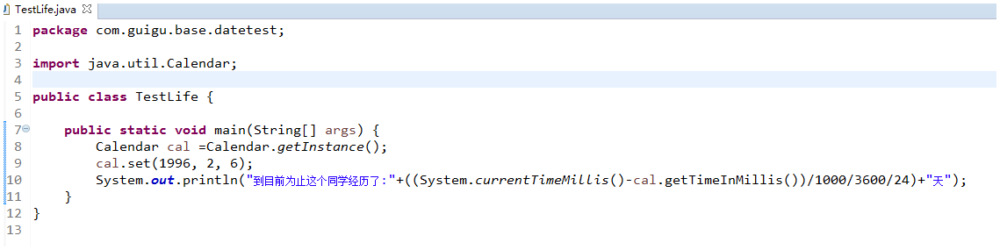 TestLife.java
1 package com.guigu.base.datetest;
2
3 import java.util.Calendar;
4
5 public class TestLife {
6
7 public static void main(String[] args) {
8 Calendar cal =Calendar.getInstance();
9 cal.set(1996, 2, 6);
10 System.out.println("到目前为止这个同学经历了:"+((System.currentTimeMillis()-cal.getTimeInMillis())/1000/3600/24)+"天");
11 }
12 }
13